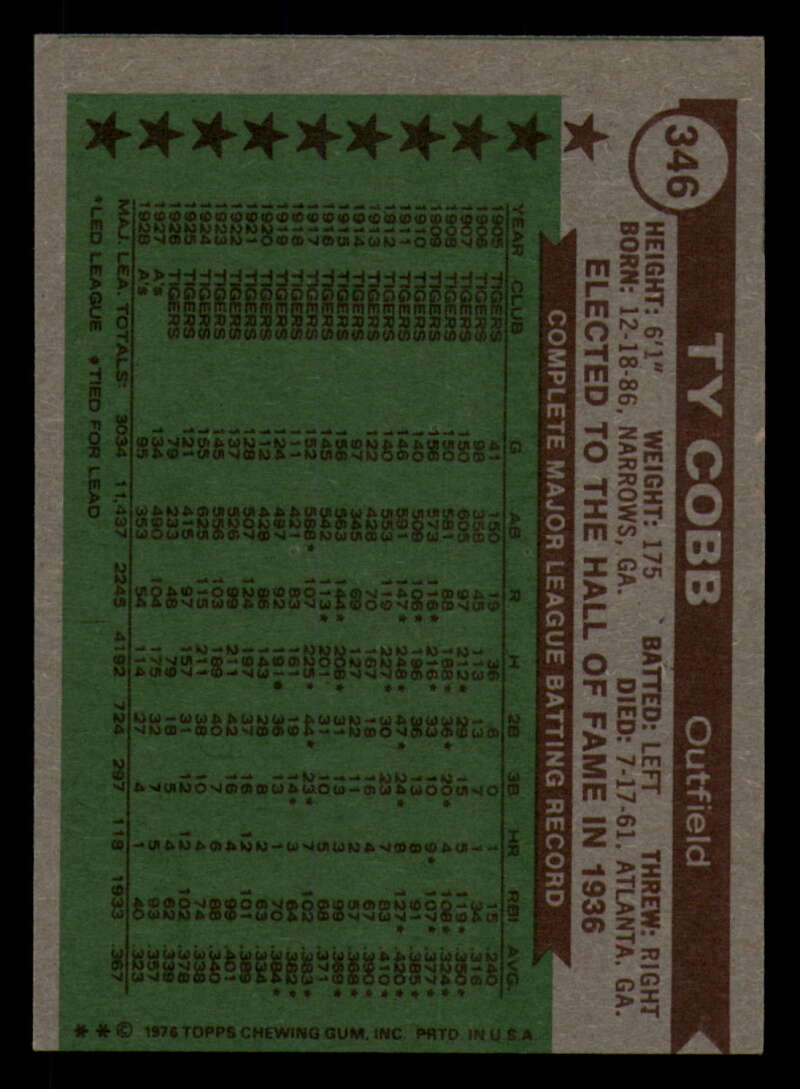 346 TY COBB Outfield
HEIGHT: 6'1" WEIGHT: 175 BATTED: LEFT THREW: RIGHT
BORN: 12-18-86, NARROWS, GA. DIED: 7-17-61. ATLANTA. GA.
ELECTED TO THE HALL OF FAME IN 1936
COMPLETE MAJOR LEAGUE BATTING RECORD
YEAR CLUB G AB R H 2B 3B HR RBI AVG.
1905 TIGERS 41 150 19 36 6 0 1 15 .240
1906 TIGERS 98 358 45 113 13 7 1 34 .316
1907 TIGERS 150 605 97 212* 29 15 5 119* .350*
1908 TIGERS 150 581 88 188* 36* 20* 4 .324*
1909 TIGERS 156 573 116* 216* 33 10 9* 107* .377*
1910 TIGERS 140 508 106* 196 36 13 8 91 .385*
1911 TIGERS 146 591 147* 248* 47* 24* 8 127* .420*
1912 TIGERS 140 553 119 227* 30 23 7 83 .410*
1913 TIGERS 122 428 70 167 18 16 4 67 .390*
1914 TIGERS 97 345 69 127 22 11 2 57 .368*
1915 TIGERS 156 563 144* 208* 31 13 3 99 .369*
1916 TIGERS 145 542 113* 201 31 10 5 68 .371
1917 TIGERS 152 588* 107 225* 44* 23* 7 102 .383*
1918 TIGERS 111 421 83 161 19 14* 3 64 .382*
1919 TIGERS 124 497 92 191* 36 13 1 70 .384*
1920 TIGERS 112 428 86 143 28 8 2 63 .334
1921 TIGERS 128 507 124 197 37 16 12 101 .389
1922 TIGERS 137 526 99 211 42 16 4 99 .401
1923 TIGERS 145 556 103 189 40 7 6 88 .340
1924 TIGERS 155 625 115 211 38 10 4 74 .338
1925 TIGERS 121 415 97 157 31 12 12 102 .378
1926 TIGERS 79 233 48 79 18 5 4 62 .339
1927 A's 134 490 104 175 32 7 5 93 .357
1928 A's 95 353 54 114 27 4 1 40 .323
MAJ. LEA. TOTALS: 3034 11,437 2245 4192 724 297 118 1933 .367
*LED LEAGUE ♦TIED FOR LEAD
**© 1976 TOPPS CHEWING GUM, INC. PRTD. IN U.S.A.